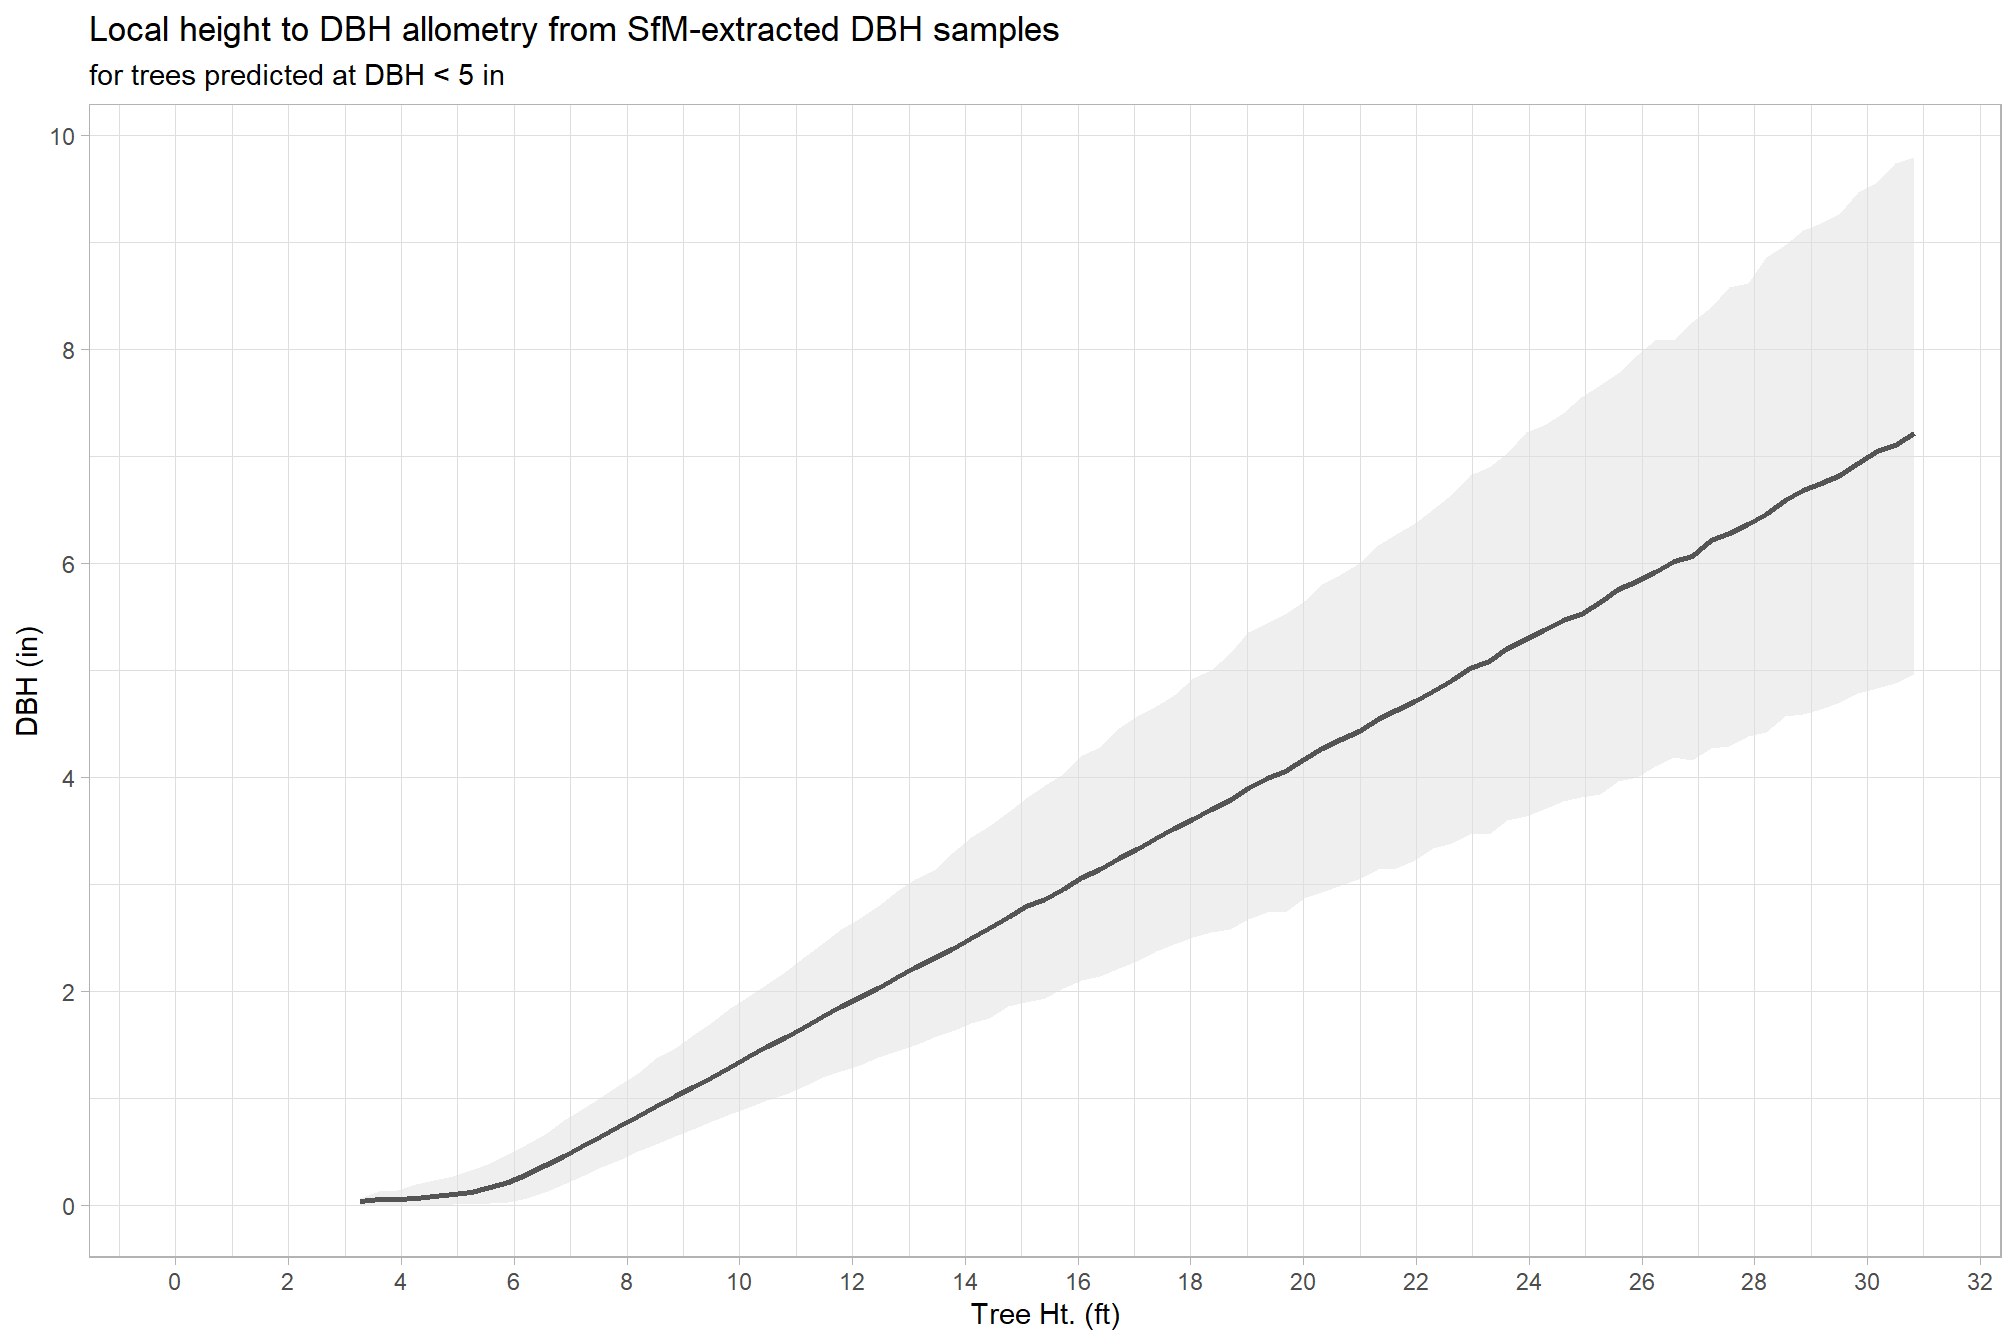 Local height to DBH allometry from SfM-extracted DBH samples
for trees predicted at DBH < 5 in
10
8
6
4
2
0
DBH (in)
0 2 4 6 8 10 12 14 16 18 20 22 24 26 28 30 32
Tree Ht. (ft)